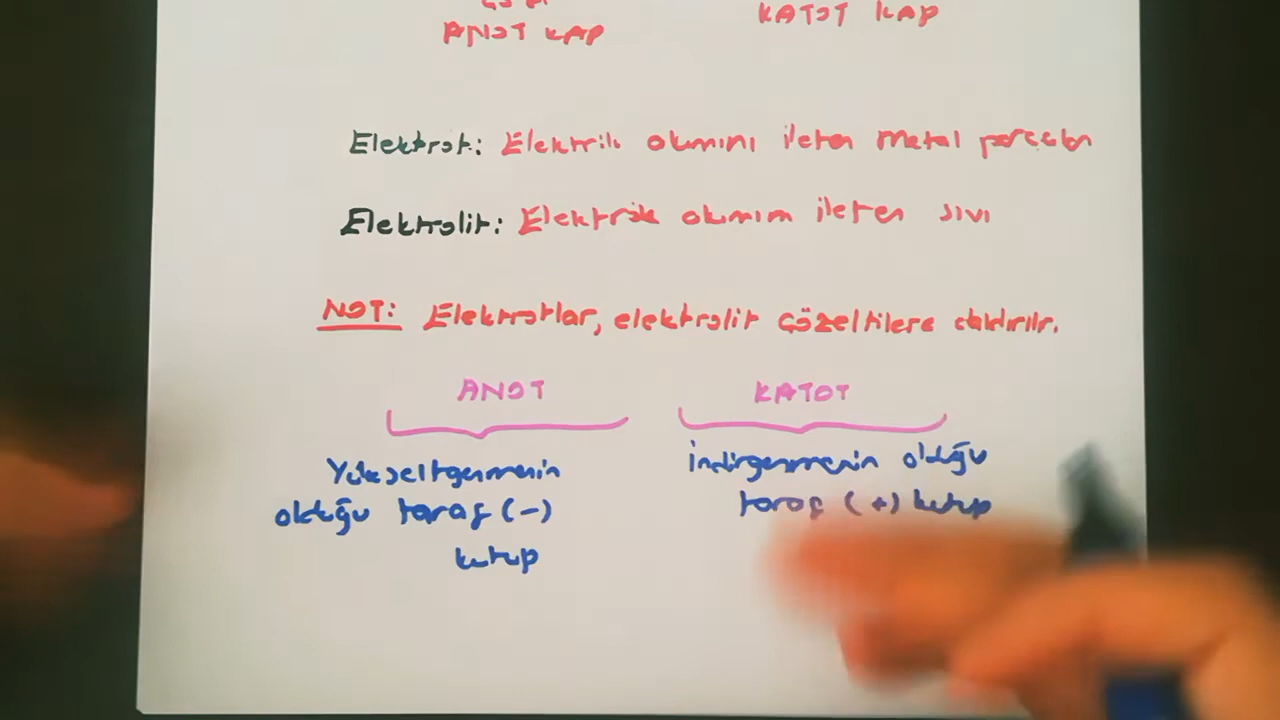 ANOT KAP
KATOT KAP
Elektrot: Elektrik akımını ileten metal parçaları
Elektrolit: Elektrik akımını ileten sıvı
NOT: Elektrotlar, elektrolit çözeltilere daldırılır.
ANOT
KATOT
Yükseltgenmenin
olduğu taraf (-)
kutup
İndirgenmenin olduğu
taraf (+) kutup